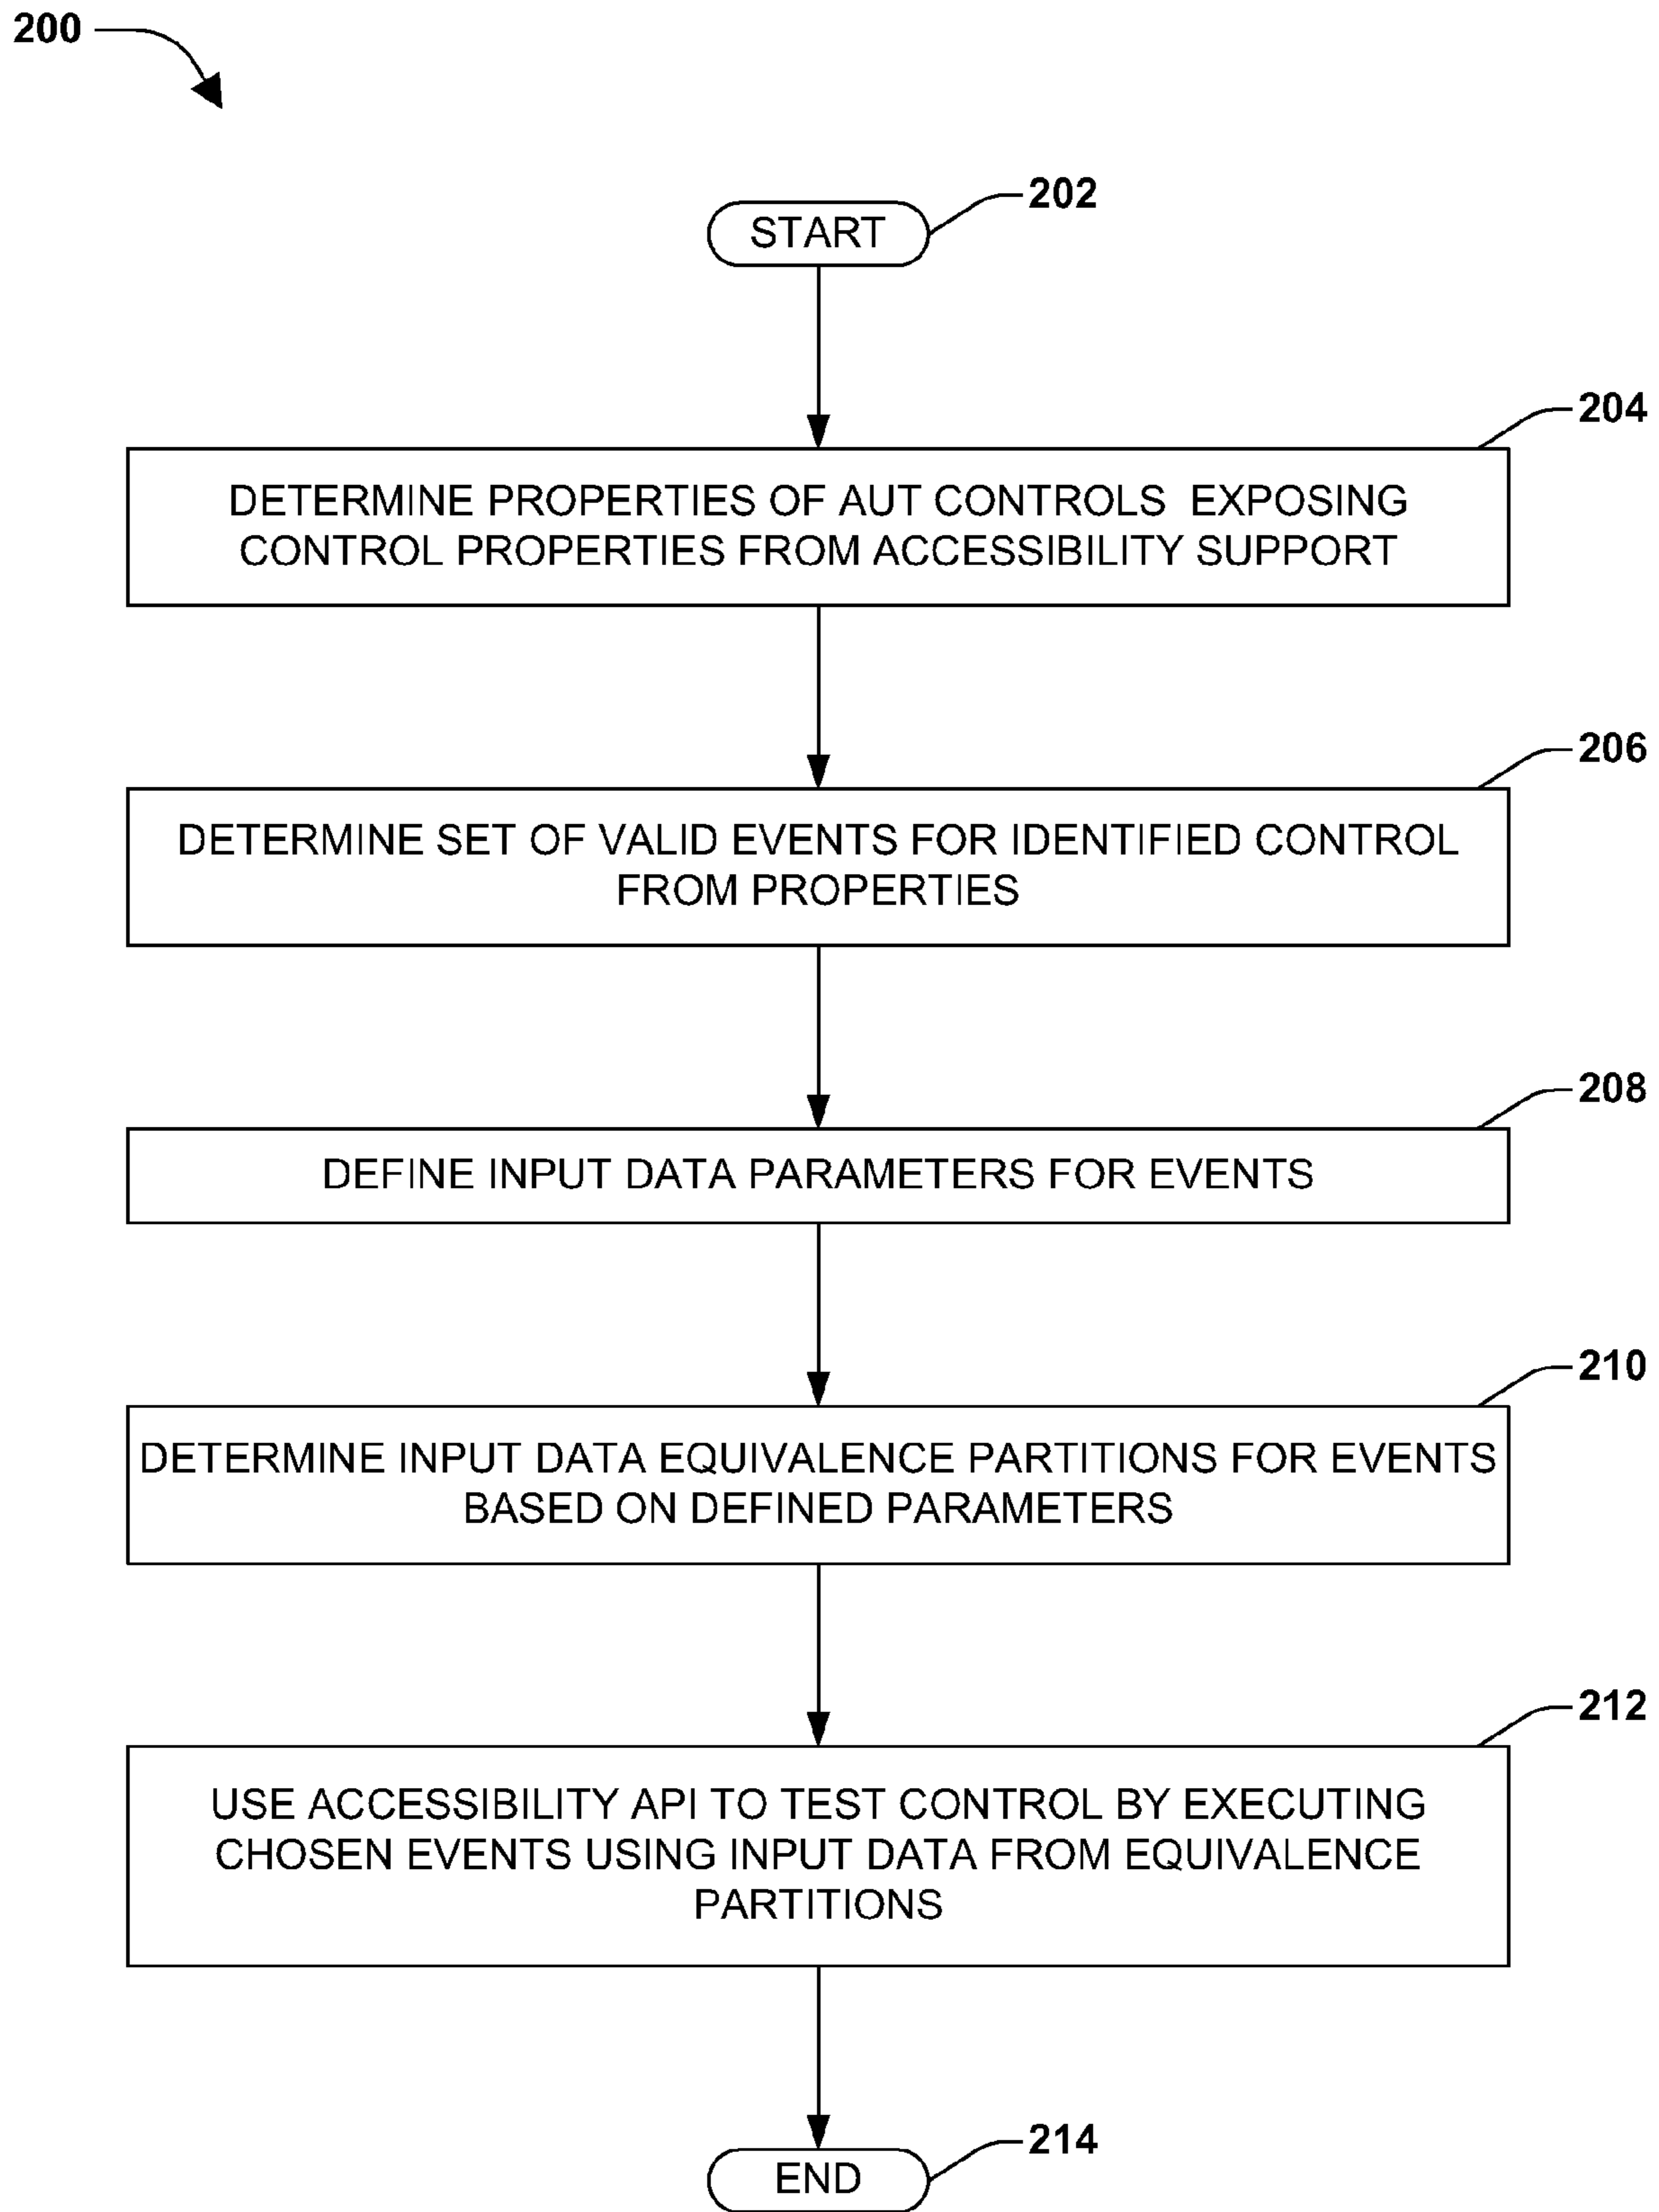 200
202
START
204
DETERMINE PROPERTIES OF AUT CONTROLS EXPOSING
CONTROL PROPERTIES FROM ACCESSIBILITY SUPPORT
206
DETERMINE SET OF VALID EVENTS FOR IDENTIFIED CONTROL
FROM PROPERTIES
208
DEFINE INPUT DATA PARAMETERS FOR EVENTS
210
DETERMINE INPUT DATA EQUIVALENCE PARTITIONS FOR EVENTS
BASED ON DEFINED PARAMETERS
212
USE ACCESSIBILITY API TO TEST CONTROL BY EXECUTING
CHOSEN EVENTS USING INPUT DATA FROM EQUIVALENCE
PARTITIONS
214
END